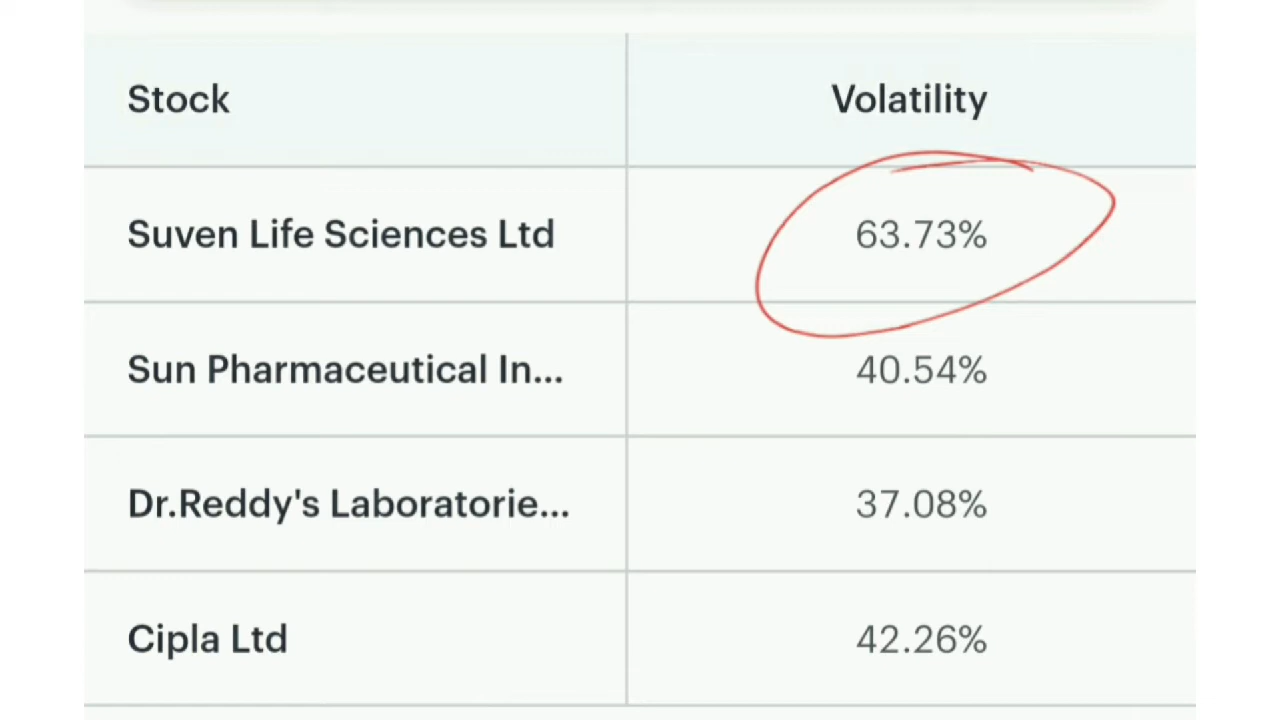 Stock Volatility
Suven Life Sciences Ltd 63.73%
Sun Pharmaceutical In... 40.54%
Dr.Reddy's Laboratorie... 37.08%
Cipla Ltd 42.26%